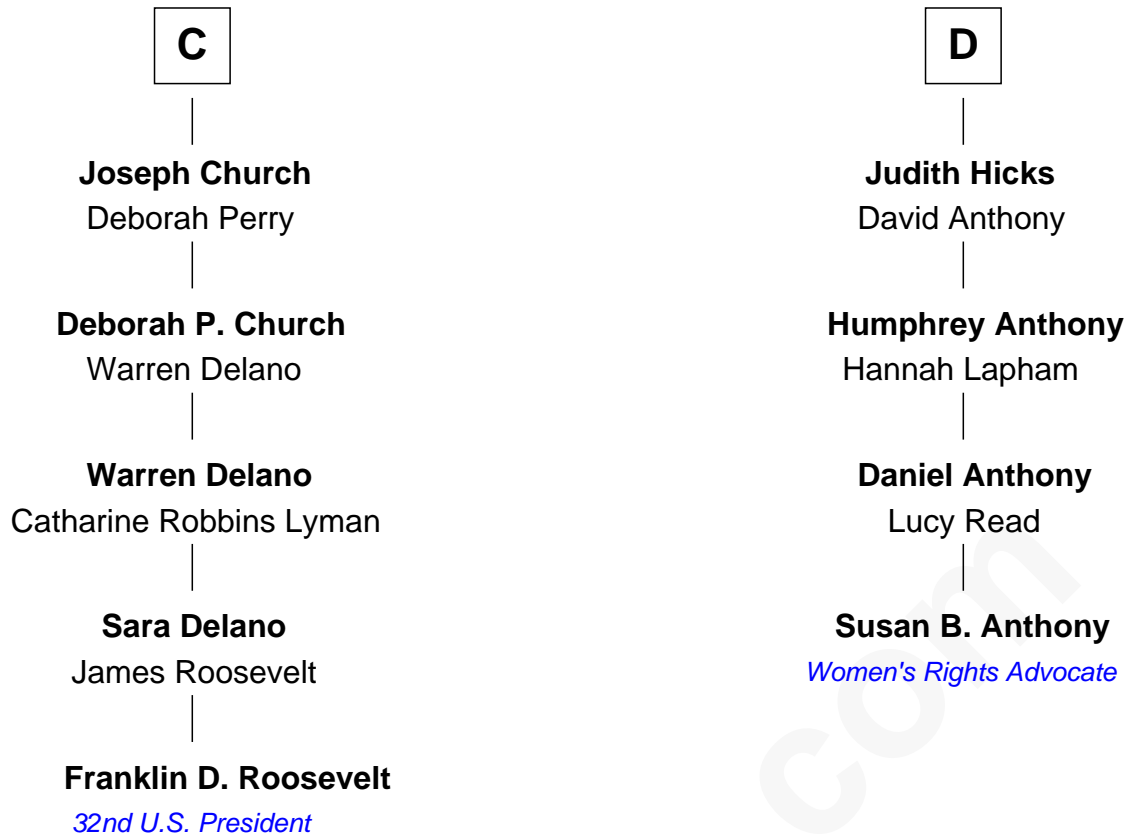 C
Joseph Church
Deborah Perry
Deborah P. Church
Warren Delano
Warren Delano
Catharine Robbins Lyman
Sara Delano
James Roosevelt
Franklin D. Roosevelt
32nd U.S. President
D
Judith Hicks
David Anthony
Humphrey Anthony
Hannah Lapham
Daniel Anthony
Lucy Read
Susan B. Anthony
Women's Rights Advocate
com